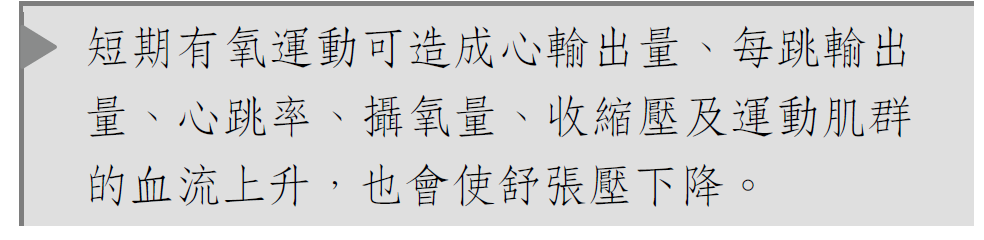 短期有氧運動可造成心輸出量、每跳輸出
量、心跳率、攝氧量、收縮壓及運動肌群
的血流上升，也會使舒張壓下降。